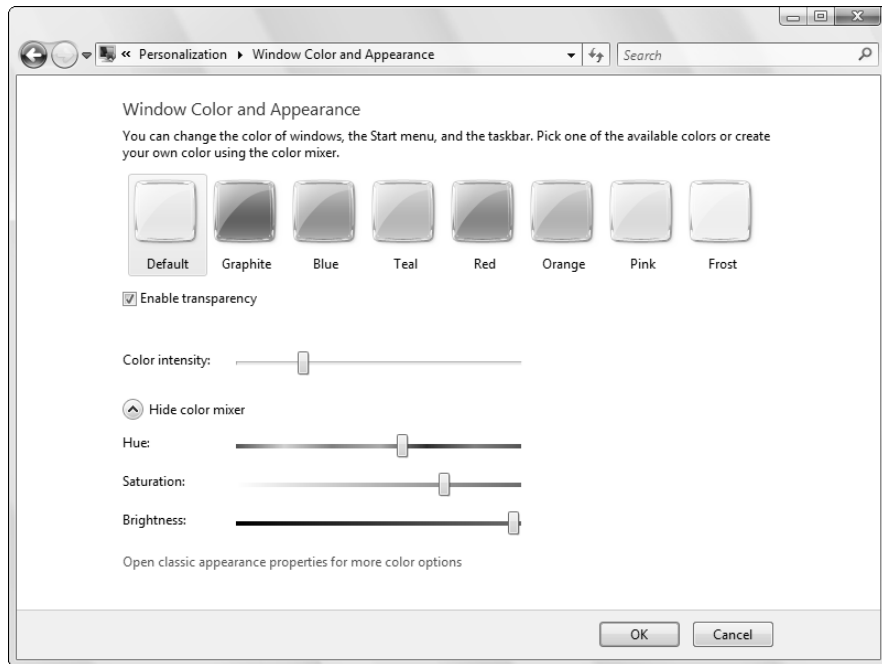 « Personalization ▸ Window Color and Appearance
Search
Window Color and Appearance
You can change the color of windows, the Start menu, and the taskbar. Pick one of the available colors or create
your own color using the color mixer.
Default Graphite Blue Teal Red Orange Pink Frost
Enable transparency
Color intensity:
Hide color mixer
Hue:
Saturation:
Brightness:
Open classic appearance properties for more color options
OK Cancel